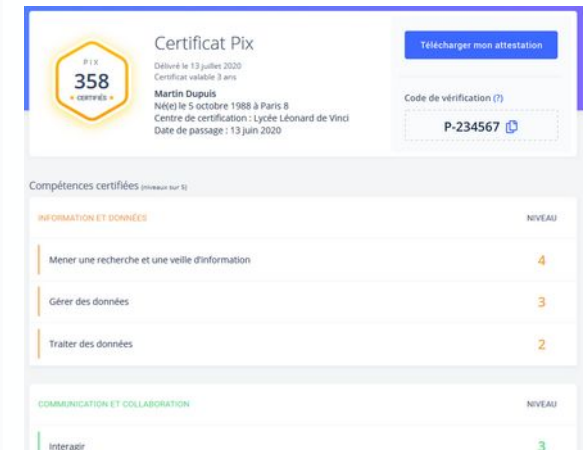 PIX
358
CERTIFIÉS
Certificat Pix
Délivré le 13 juillet 2020
Certificat valable 3 ans
Martin Dupuis
Né(e) le 5 octobre 1988 à Paris 8
Centre de certification : Lycée Léonard de Vinci
Date de passage : 13 juin 2020
Télécharger mon attestation
Code de vérification (?)
P-234567
Compétences certifiées (niveaux sur 5)
INFORMATION ET DONNÉES NIVEAU
Mener une recherche et une veille d'information 4
Gérer des données 3
Traiter des données 2
COMMUNICATION ET COLLABORATION NIVEAU
Interagir 3